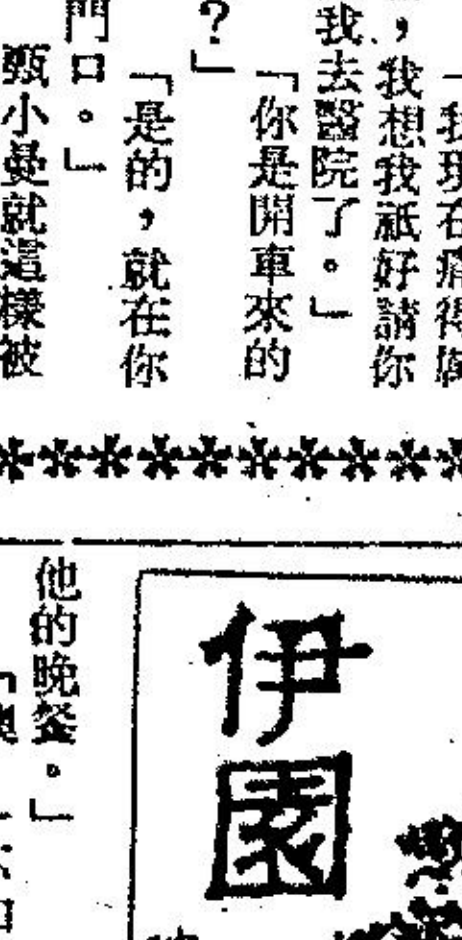 「我現在痛得
，我想我祇好請你
我去醫院了。」
「你是開車來的
？」
「是的，就在你
門口。」
甄小曼就這樣被
伊園
他的晚餐。」